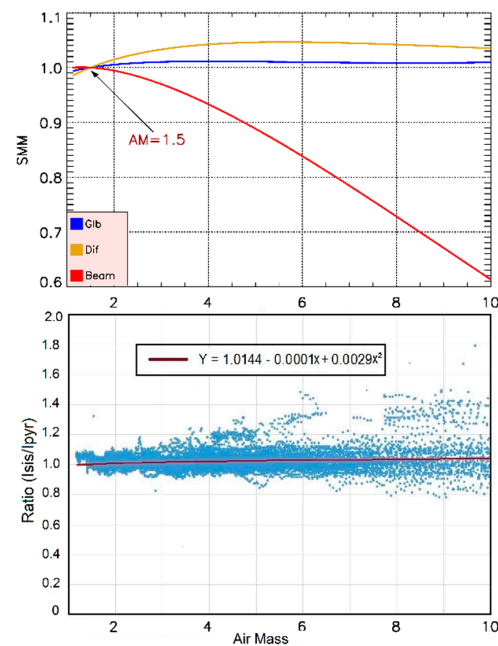 1.1
1.0
0.9
0.8
0.7
0.6
SMM
AM=1.5
Glb
Dif
Beam
2 4 6 8 10
2.0
1.8
1.6
1.4
1.2
1.0
0.8
0.6
0.4
0.2
0
Ratio (Isis/Ipyr)
Y = 1.0144 - 0.0001x + 0.0029x²
2 4 6 8 10
Air Mass